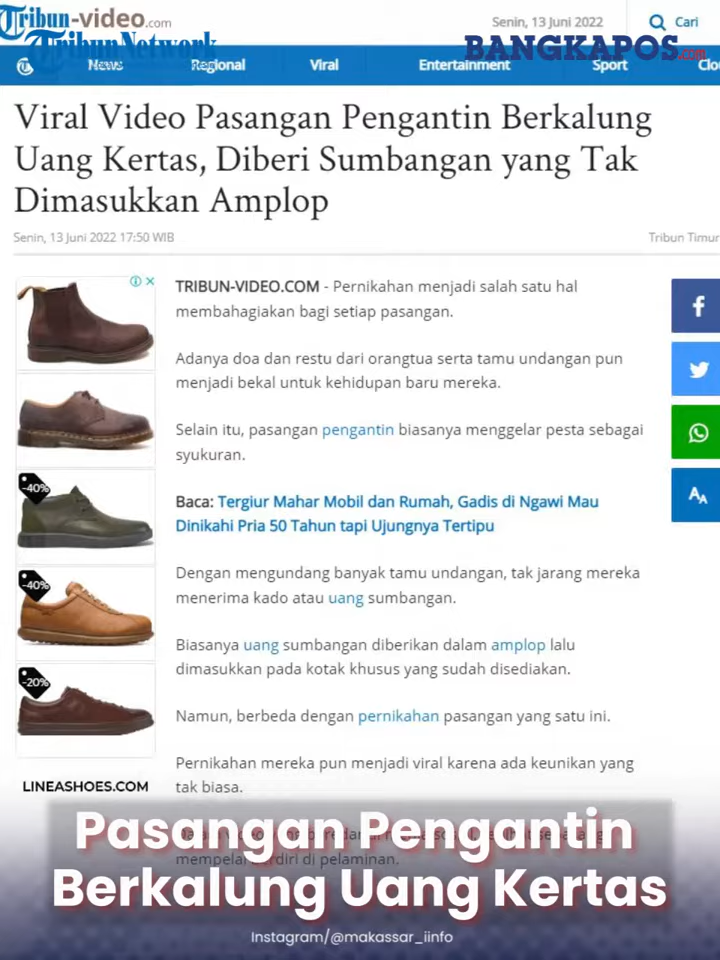 Tribun-video.com
TribunNetwork
Senin, 13 Juni 2022
Cari
BANGKAPOS.com
News
Regional
Viral
Entertainment
Sport
Clo
Viral Video Pasangan Pengantin Berkalung
Uang Kertas, Diberi Sumbangan yang Tak
Dimasukkan Amplop
Senin, 13 Juni 2022 17:50 WIB
Tribun Timur
TRIBUN-VIDEO.COM - Pernikahan menjadi salah satu hal
membahagiakan bagi setiap pasangan.
Adanya doa dan restu dari orangtua serta tamu undangan pun
menjadi bekal untuk kehidupan baru mereka.
Selain itu, pasangan pengantin biasanya menggelar pesta sebagai
syukuran.
Baca: Tergiur Mahar Mobil dan Rumah, Gadis di Ngawi Mau
Dinikahi Pria 50 Tahun tapi Ujungnya Tertipu
Dengan mengundang banyak tamu undangan, tak jarang mereka
menerima kado atau uang sumbangan.
Biasanya uang sumbangan diberikan dalam amplop lalu
dimasukkan pada kotak khusus yang sudah disediakan.
Namun, berbeda dengan pernikahan pasangan yang satu ini.
Pernikahan mereka pun menjadi viral karena ada keunikan yang
tak biasa.
-40%
-40%
-20%
LINEASHOES.COM
mempelai berdiri di pelaminan.
Pasangan Pengantin
Berkalung Uang Kertas
Instagram/@makassar_iinfo